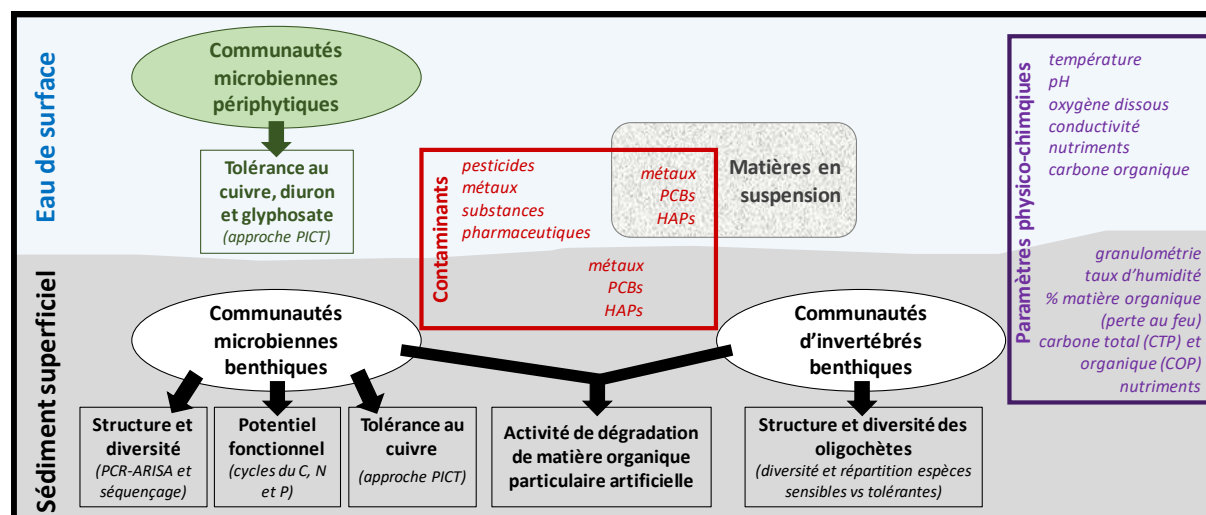 Eau de surface
Communautés
microbiennes
périphytiques
Tolérance au
cuivre, diuron
et glyphosate
(approche PICT)
Contaminants
pesticides
métaux
substances
pharmaceutiques
métaux
PCBs
HAPs
Matières en
suspension
métaux
PCBs
HAPs
Paramètres physico-chimqiues
température
pH
oxygène dissous
conductivité
nutriments
carbone organique
granulométrie
taux d'humidité
% matière organique
(perte au feu)
carbone total (CTP) et
organique (COP)
nutriments
Sédiment superficiel
Communautés
microbiennes
benthiques
Communautés
d'invertébrés
benthiques
Structure et
diversité
(PCR-ARISA et
séquençage)
Potentiel
fonctionnel
(cycles du C, N
et P)
Tolérance au
cuivre
(approche PICT)
Activité de dégradation
de matière organique
particulaire artificielle
Structure et diversité des
oligochètes
(diversité et répartition espèces
sensibles vs tolérantes)